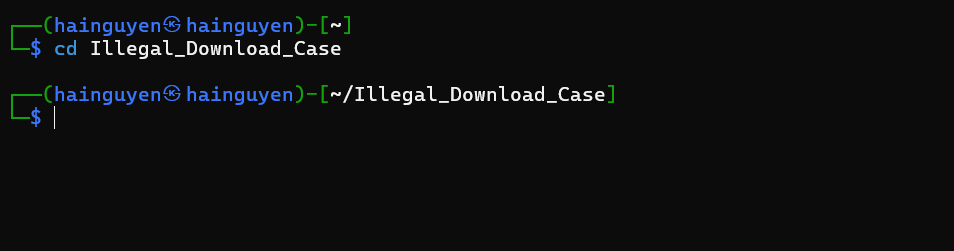 ┌──(hainguyen㉿hainguyen)-[~]
└─$ cd Illegal_Download_Case
┌──(hainguyen㉿hainguyen)-[~/Illegal_Download_Case]
└─$